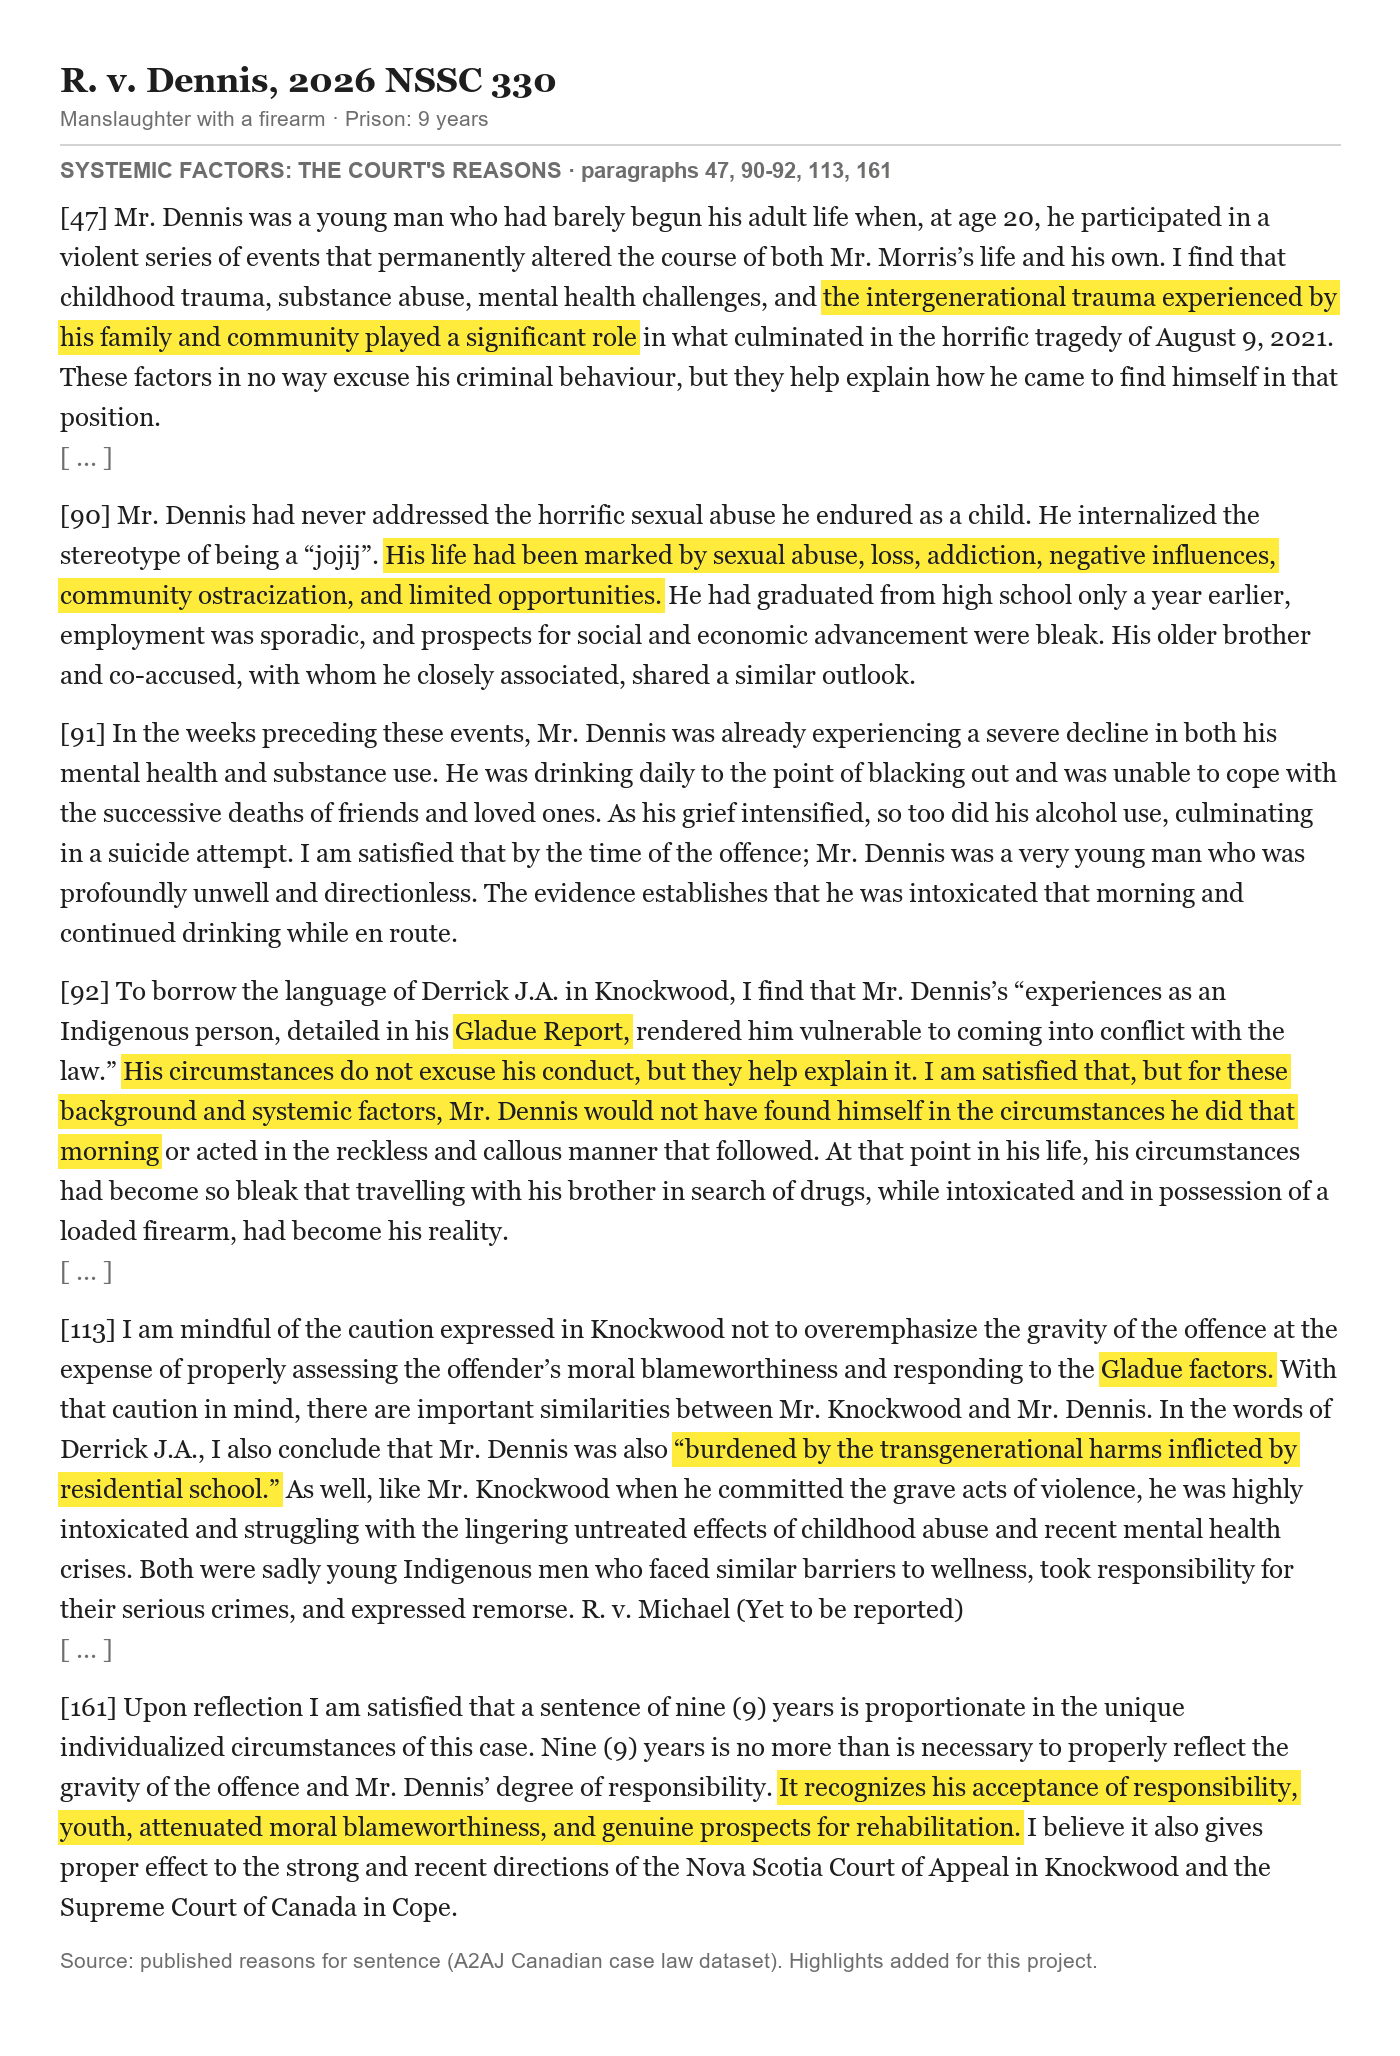 R. v. Dennis, 2026 NSSC 330
Manslaughter with a firearm · Prison: 9 years
SYSTEMIC FACTORS: THE COURT'S REASONS · paragraphs 47, 90-92, 113, 161
[47] Mr. Dennis was a young man who had barely begun his adult life when, at age 20, he participated in a
violent series of events that permanently altered the course of both Mr. Morris’s life and his own. I find that
childhood trauma, substance abuse, mental health challenges, and the intergenerational trauma experienced by
his family and community played a significant role in what culminated in the horrific tragedy of August 9, 2021.
These factors in no way excuse his criminal behaviour, but they help explain how he came to find himself in that
position.
[ ... ]
[90] Mr. Dennis had never addressed the horrific sexual abuse he endured as a child. He internalized the
stereotype of being a “jojij”. His life had been marked by sexual abuse, loss, addiction, negative influences,
community ostracization, and limited opportunities. He had graduated from high school only a year earlier,
employment was sporadic, and prospects for social and economic advancement were bleak. His older brother
and co-accused, with whom he closely associated, shared a similar outlook.
[91] In the weeks preceding these events, Mr. Dennis was already experiencing a severe decline in both his
mental health and substance use. He was drinking daily to the point of blacking out and was unable to cope with
the successive deaths of friends and loved ones. As his grief intensified, so too did his alcohol use, culminating
in a suicide attempt. I am satisfied that by the time of the offence; Mr. Dennis was a very young man who was
profoundly unwell and directionless. The evidence establishes that he was intoxicated that morning and
continued drinking while en route.
[92] To borrow the language of Derrick J.A. in Knockwood, I find that Mr. Dennis’s “experiences as an
Indigenous person, detailed in his Gladue Report, rendered him vulnerable to coming into conflict with the
law.” His circumstances do not excuse his conduct, but they help explain it. I am satisfied that, but for these
background and systemic factors, Mr. Dennis would not have found himself in the circumstances he did that
morning or acted in the reckless and callous manner that followed. At that point in his life, his circumstances
had become so bleak that travelling with his brother in search of drugs, while intoxicated and in possession of a
loaded firearm, had become his reality.
[ ... ]
[113] I am mindful of the caution expressed in Knockwood not to overemphasize the gravity of the offence at the
expense of properly assessing the offender’s moral blameworthiness and responding to the Gladue factors. With
that caution in mind, there are important similarities between Mr. Knockwood and Mr. Dennis. In the words of
Derrick J.A., I also conclude that Mr. Dennis was also “burdened by the transgenerational harms inflicted by
residential school.” As well, like Mr. Knockwood when he committed the grave acts of violence, he was highly
intoxicated and struggling with the lingering untreated effects of childhood abuse and recent mental health
crises. Both were sadly young Indigenous men who faced similar barriers to wellness, took responsibility for
their serious crimes, and expressed remorse. R. v. Michael (Yet to be reported)
[ ... ]
[161] Upon reflection I am satisfied that a sentence of nine (9) years is proportionate in the unique
individualized circumstances of this case. Nine (9) years is no more than is necessary to properly reflect the
gravity of the offence and Mr. Dennis’ degree of responsibility. It recognizes his acceptance of responsibility,
youth, attenuated moral blameworthiness, and genuine prospects for rehabilitation. I believe it also gives
proper effect to the strong and recent directions of the Nova Scotia Court of Appeal in Knockwood and the
Supreme Court of Canada in Cope.
Source: published reasons for sentence (A2AJ Canadian case law dataset). Highlights added for this project.